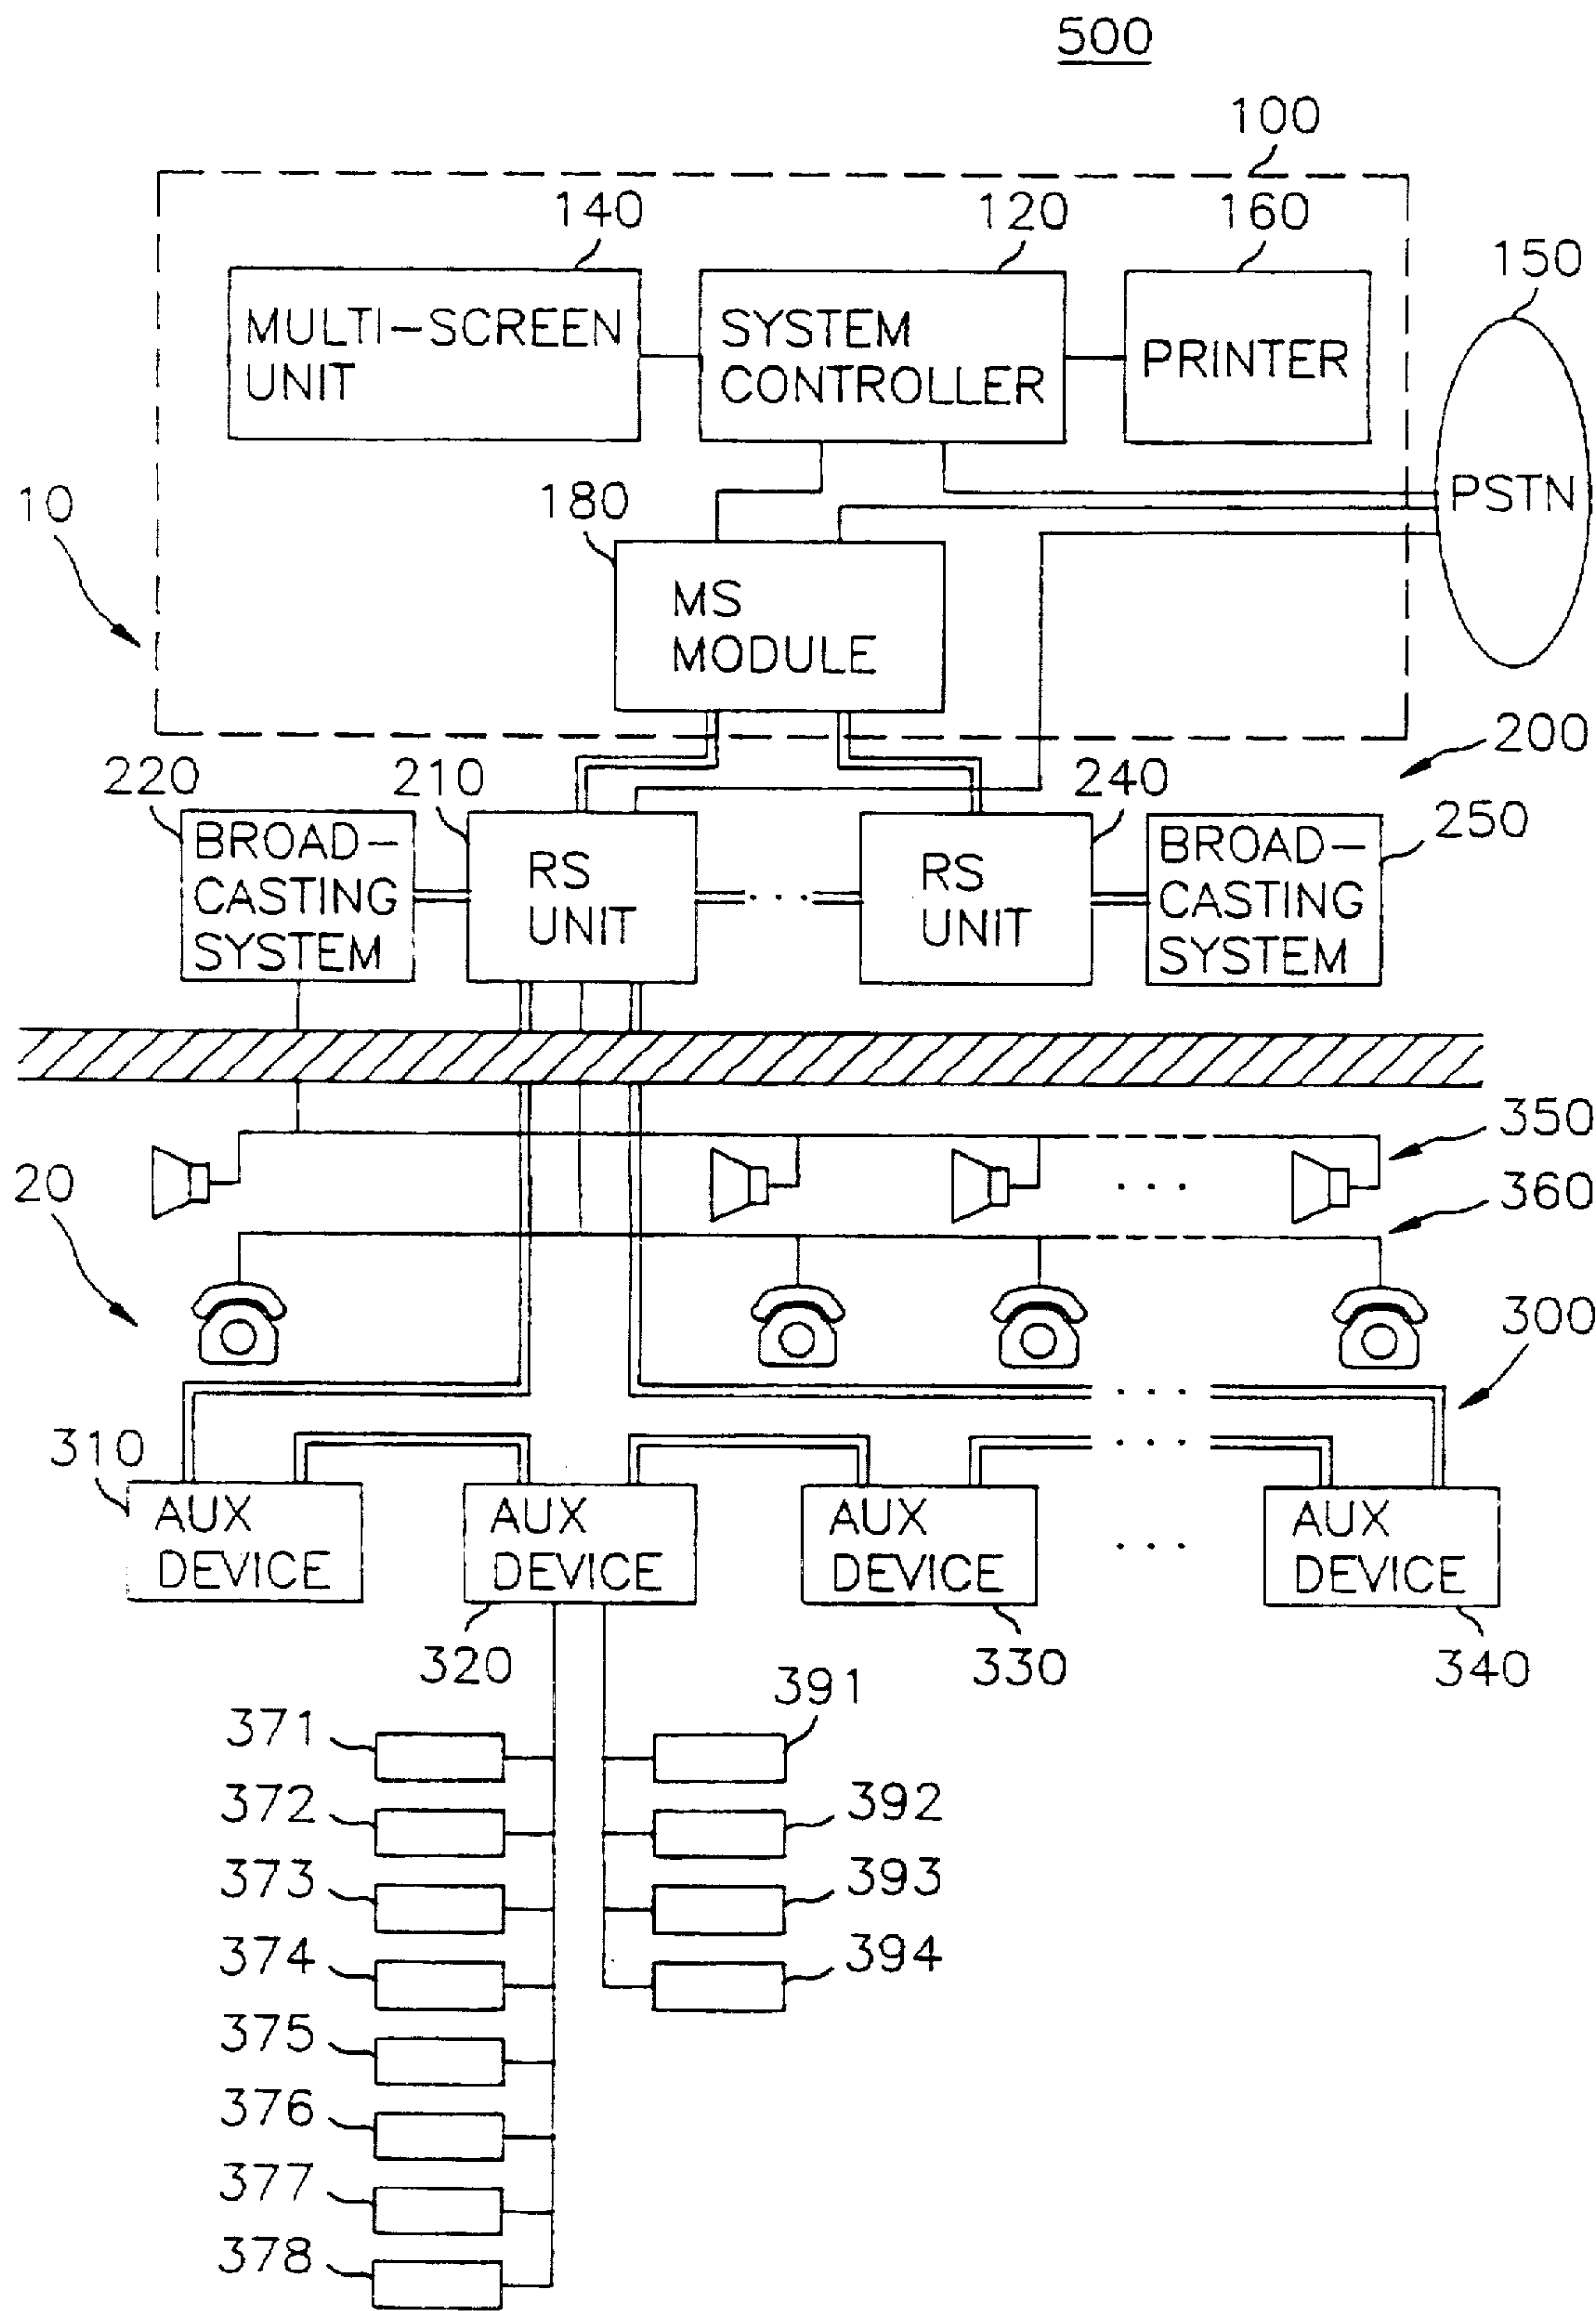 500
100
140
120
160
150
MULTI-SCREEN
UNIT
SYSTEM
CONTROLLER
PRINTER
PSTN
10
180
MS
MODULE
200
220
210
240
250
BROAD-
CASTING
SYSTEM
RS
UNIT
...
RS
UNIT
BROAD-
CASTING
SYSTEM
350
20
...
360
300
...
310
...
AUX
DEVICE
AUX
DEVICE
AUX
DEVICE
...
AUX
DEVICE
320
330
340
371
391
372
392
373
393
374
394
375
376
377
378